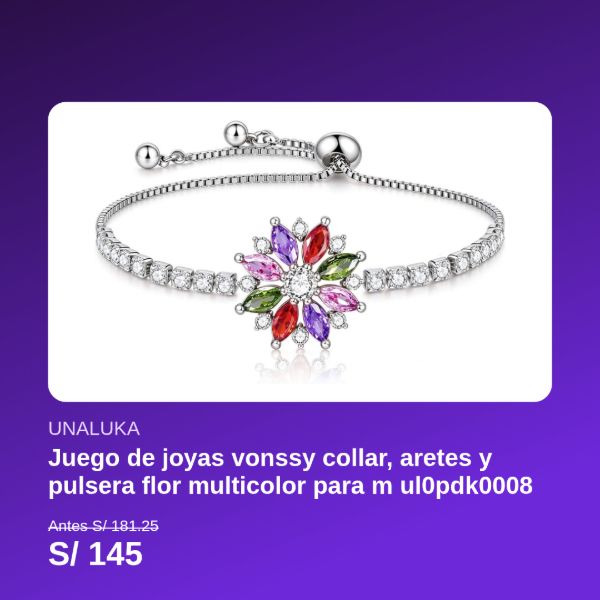 UNALUKA
Juego de joyas vonssy collar, aretes y
pulsera flor multicolor para m ul0pdk0008
Antes S/ 181.25
S/ 145